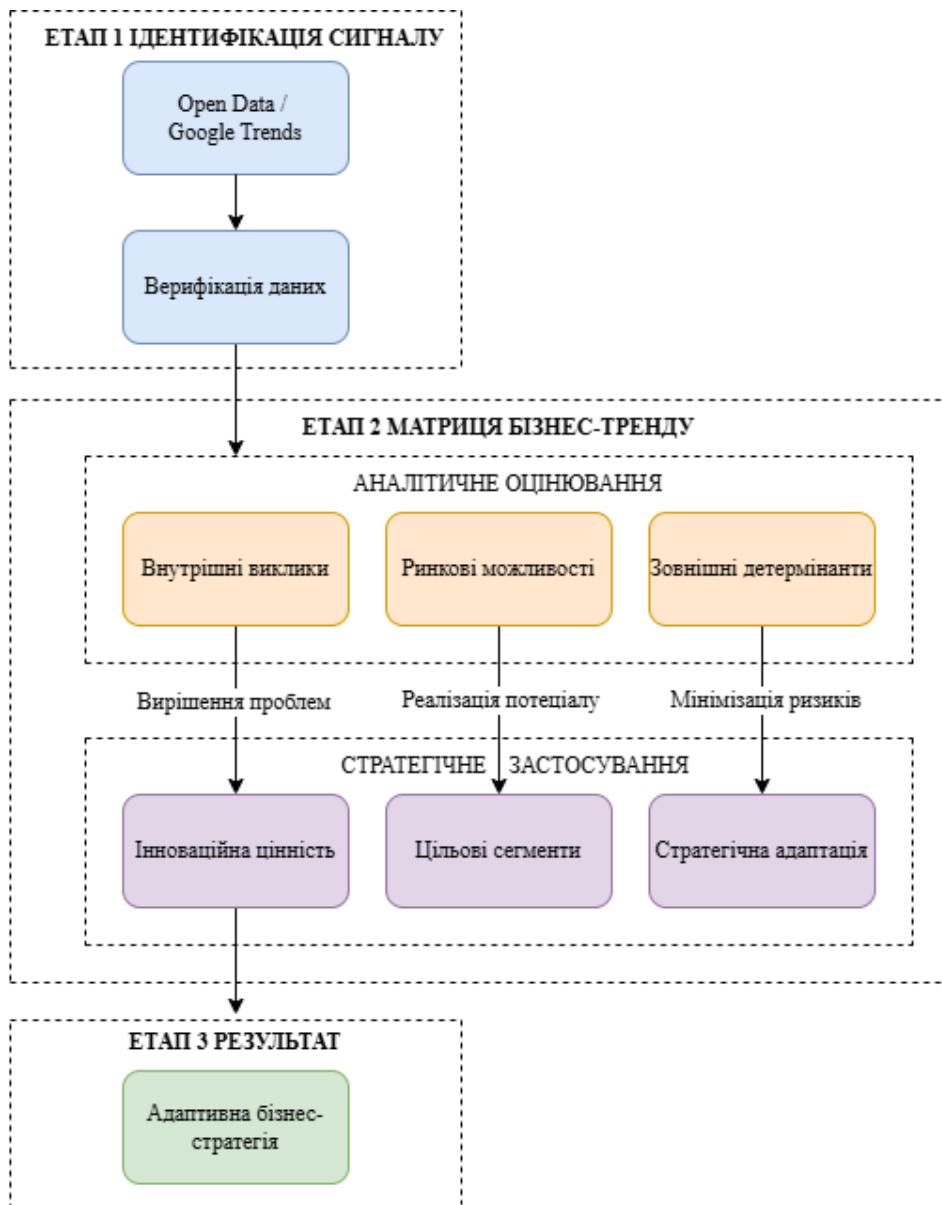 ЕТАП 1 ІДЕНТИФІКАЦІЯ СИГНАЛУ
Open Data /
Google Trends
Верифікація даних
ЕТАП 2 МАТРИЦЯ БІЗНЕС-ТРЕНДУ
АНАЛІТИЧНЕ ОЦІНЮВАННЯ
Внутрішні виклики
Ринкові можливості
Зовнішні детермінанти
Вирішення проблем
Реалізація потеціалу
Мінімізація ризиків
СТРАТЕГІЧНЕ ЗАСТОСУВАННЯ
Інноваційна цінність
Цільові сегменти
Стратегічна адаптація
ЕТАП 3 РЕЗУЛЬТАТ
Адаптивна бізнес-
стратегія